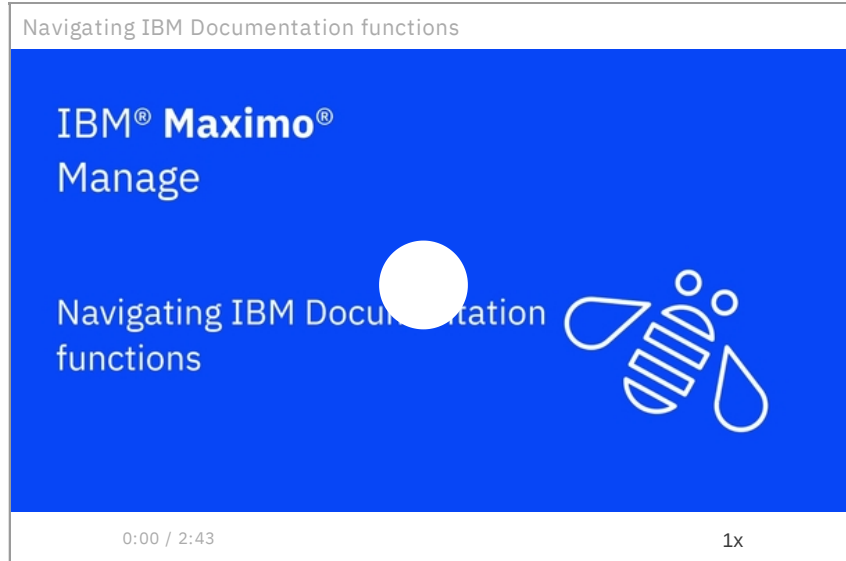 Navigating IBM Documentation functions
IBM® Maximo®
Manage
Navigating IBM
functions
0:00 / 2:43
1x